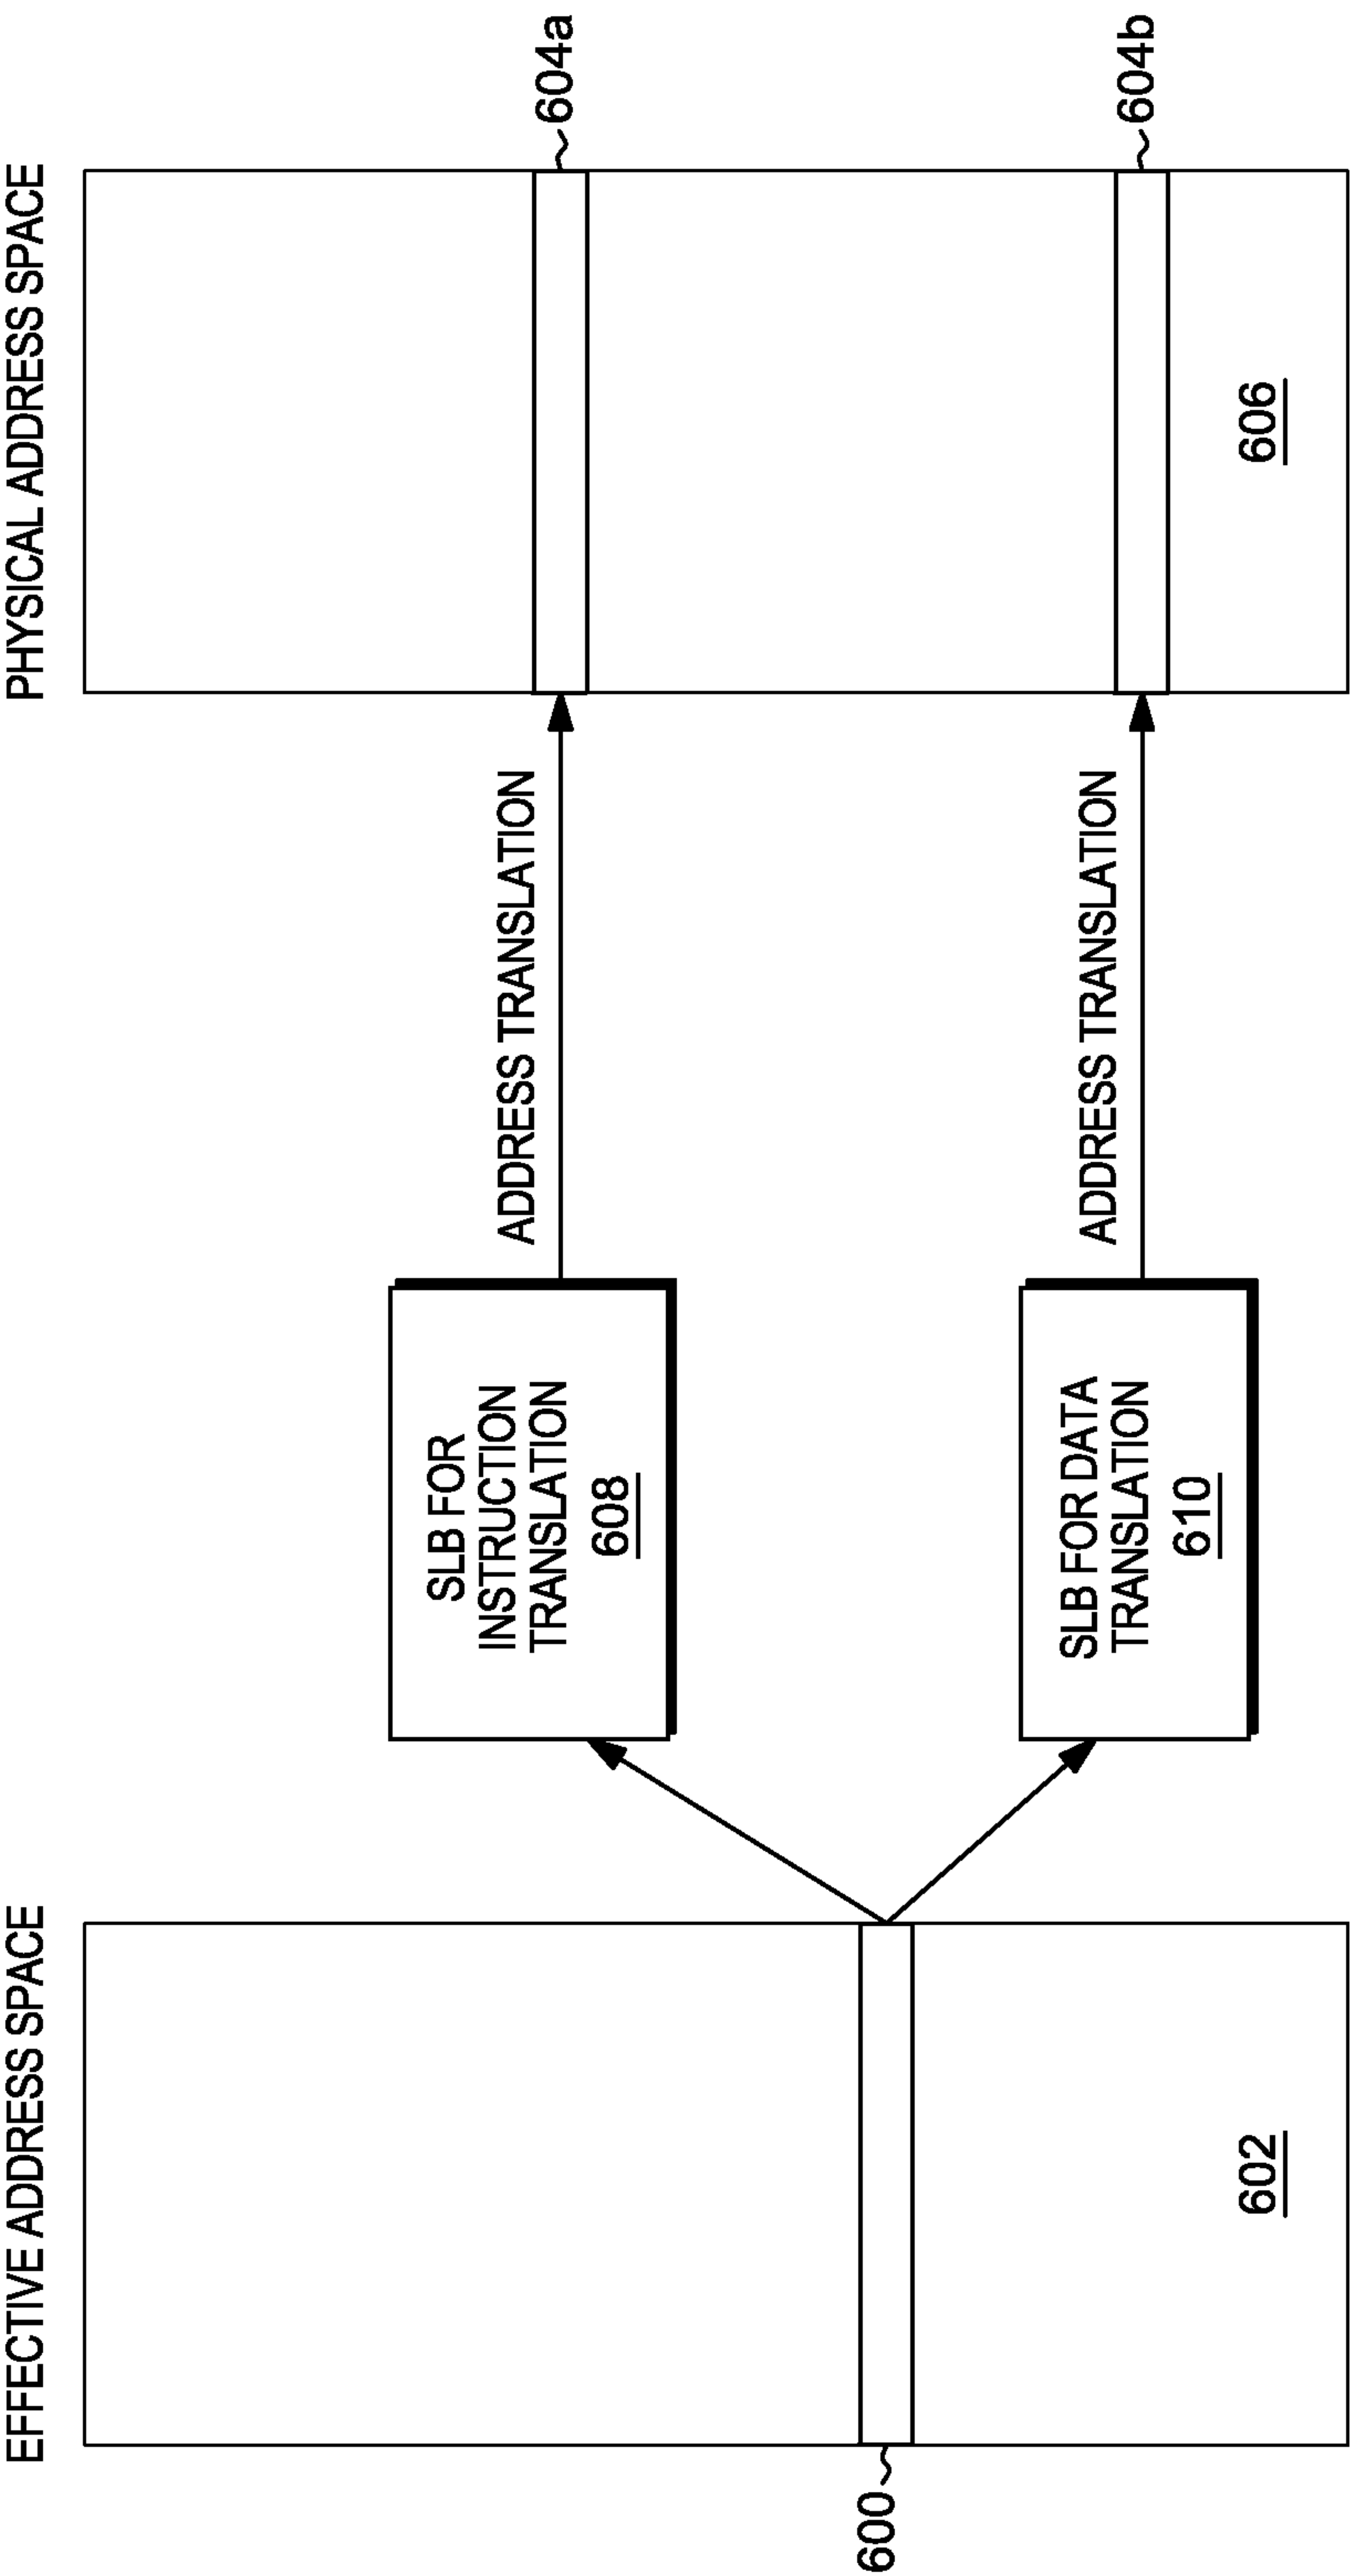 EFFECTIVE ADDRESS SPACE
PHYSICAL ADDRESS SPACE
SLB FOR
INSTRUCTION
TRANSLATION
608
ADDRESS TRANSLATION
604a
600
SLB FOR DATA
TRANSLATION
610
ADDRESS TRANSLATION
604b
602
606